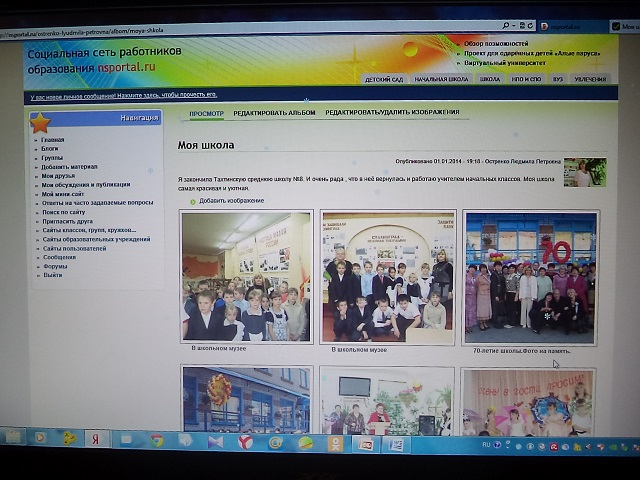 nsportal.ru/ostrenko-lyudmila-petrovna/albom/moya-shkola
nsportal.ru
Социальная сеть работников
образования nsportal.ru
» Обзор возможностей
» Проект для одарённых детей «Алые паруса»
» Виртуальный университет
ДЕТСКИЙ САД НАЧАЛЬНАЯ ШКОЛА ШКОЛА НПО И СПО ВУЗ УВЛЕЧЕНИЯ
У вас новое личное сообщение! Нажмите здесь, чтобы прочесть его.
Навигация
» Главная
» Блоги
» Группы
» Добавить материал
» Мои друзья
» Мои обсуждения и публикации
» Мой мини-сайт
» Ответы на часто задаваемые вопросы
» Поиск по сайту
» Пригласить друга
» Сайты классов, групп, кружков...
» Сайты образовательных учреждений
» Сайты пользователей
» Сообщения
» Форумы
» Выйти
ПРОСМОТР РЕДАКТИРОВАТЬ АЛЬБОМ РЕДАКТИРОВАТЬ/УДАЛИТЬ ИЗОБРАЖЕНИЯ
Моя школа
Опубликовано 01.01.2014 - 19:10 - Остренко Людмила Петровна
Я закончила Тахтинскую среднюю школу №8. И очень рада , что в неё вернулась и работаю учителем начальных классов. Моя школа
самая красивая и уютная.
Добавить изображение
70
В школьном музее
В школьном музее
70-летие школы.Фото на память.
RU